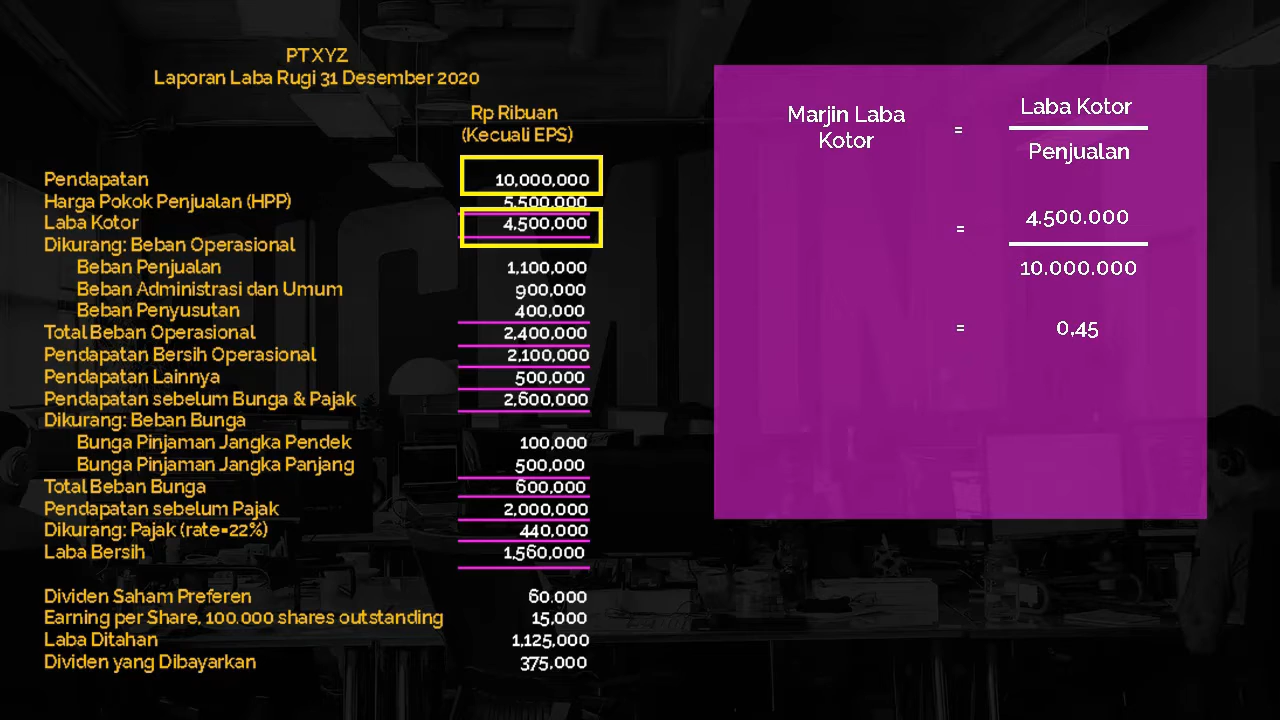 PT XYZ
Laporan Laba Rugi 31 Desember 2020
Rp Ribuan
(Kecuali EPS)
Pendapatan 10,000,000
Harga Pokok Penjualan (HPP) 5,500,000
Laba Kotor 4,500,000
Dikurang: Beban Operasional
Beban Penjualan 1,100,000
Beban Administrasi dan Umum 900,000
Beban Penyusutan 400,000
Total Beban Operasional 2,400,000
Pendapatan Bersih Operasional 2,100,000
Pendapatan Lainnya 500,000
Pendapatan sebelum Bunga & Pajak 2,600,000
Dikurang: Beban Bunga
Bunga Pinjaman Jangka Pendek 100,000
Bunga Pinjaman Jangka Panjang 500,000
Total Beban Bunga 600,000
Pendapatan sebelum Pajak 2,000,000
Dikurang: Pajak (rate=22%) 440,000
Laba Bersih 1,560,000
Dividen Saham Preferen 60.000
Earning per Share, 100.000 shares outstanding 15,000
Laba Ditahan 1,125,000
Dividen yang Dibayarkan 375.000
Marjin Laba
Kotor
=
Laba Kotor
Penjualan
=
4.500.000
10.000.000
= 0,45